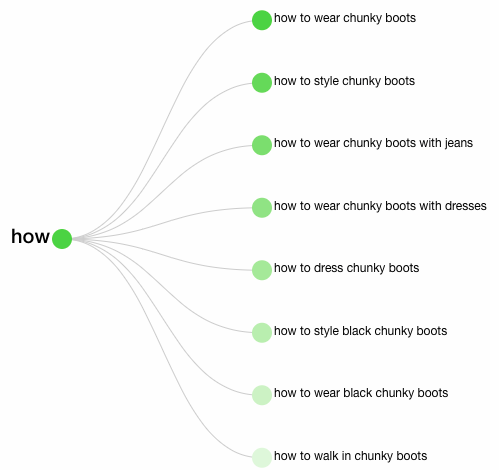 how to wear chunky boots
how to style chunky boots
how to wear chunky boots with jeans
how to wear chunky boots with dresses
how
how to dress chunky boots
how to style black chunky boots
how to wear black chunky boots
how to walk in chunky boots